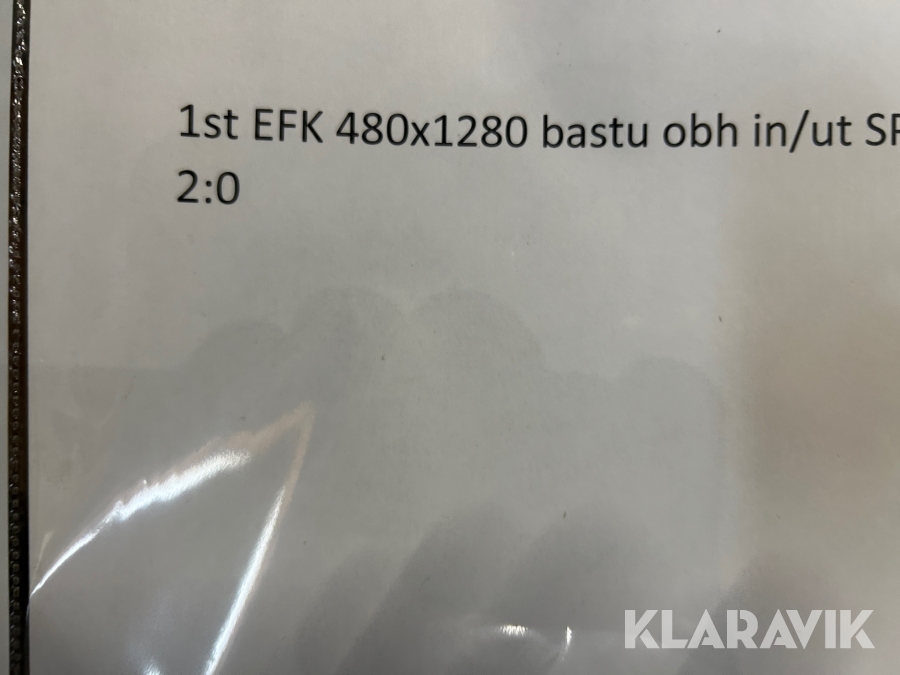 1st EFK 480x1280 bastu obh in/ut
2:0
KLARAVIK